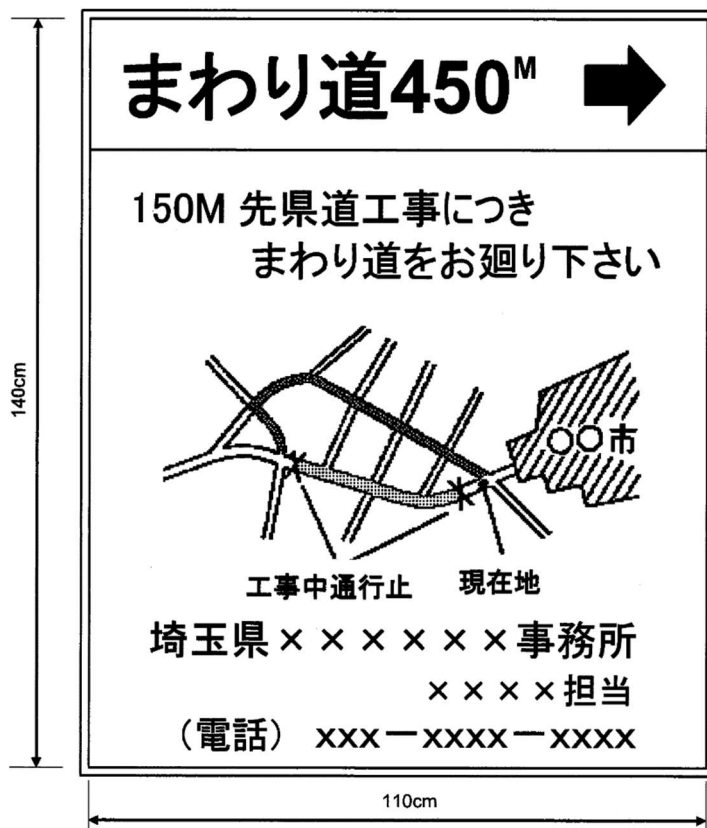 まわり道450M
150M 先県道工事につき
まわり道をお廻り下さい
○○市
工事中通行止
現在地
埼玉県××××××事務所
××××担当
（電話） xxx－xxxx－xxxx
140cm
110cm